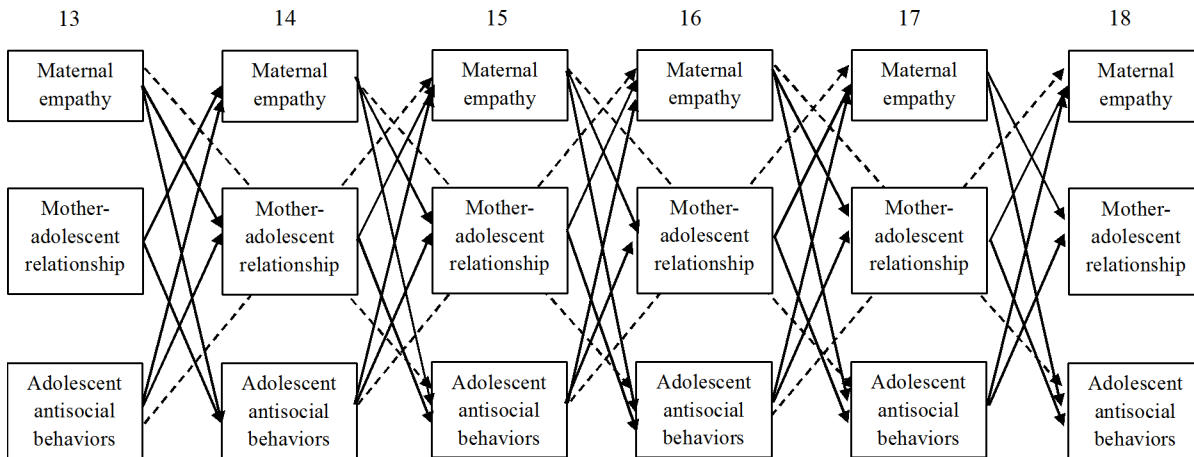 13 14 15 16 17 18
Maternal empathy
Maternal empathy
Maternal empathy
Maternal empathy
Maternal empathy
Maternal empathy
Mother-
adolescent
relationship
Mother-
adolescent
relationship
Mother-
adolescent
relationship
Mother-
adolescent
relationship
Mother-
adolescent
relationship
Mother-
adolescent
relationship
Adolescent
antisocial
behaviors
Adolescent
antisocial
behaviors
Adolescent
antisocial
behaviors
Adolescent
antisocial
behaviors
Adolescent
antisocial
behaviors
Adolescent
antisocial
behaviors